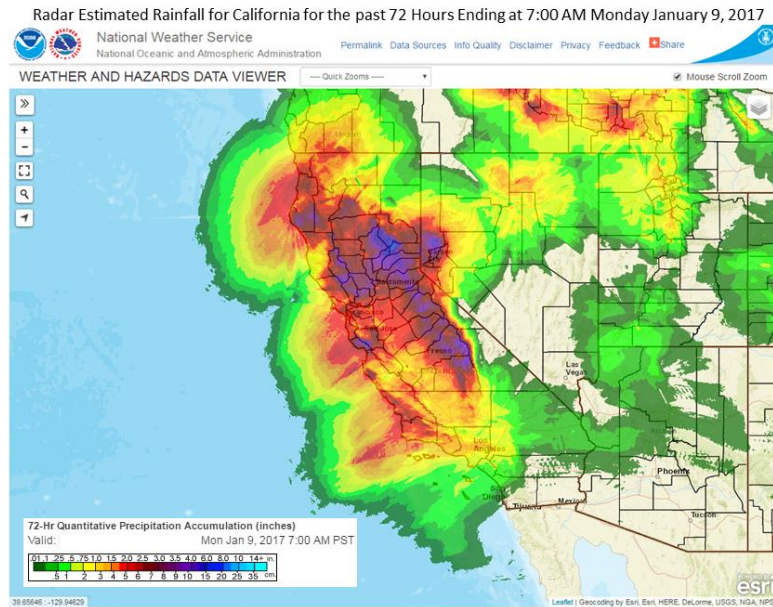 Radar Estimated Rainfall for California for the past 72 Hours Ending at 7:00 AM Monday January 9, 2017
National Weather Service
National Oceanic and Atmospheric Administration
Permalink Data Sources Info Quality Disclaimer Privacy Feedback Share
WEATHER AND HAZARDS DATA VIEWER
---- Quick Zooms ----
Mouse Scroll Zoom
Medford
Sacramento
San Jose
Fresno
Las Vegas
Los Angeles
Phoenix
Tijuana
Mexicali
Tucson
72-Hr Quantitative Precipitation Accumulation (inches)
Valid: Mon Jan 9, 2017 7:00 AM PST
.01 .1 .25 .5 .75 1.0 1.5 2.0 2.5 3.0 3.5 4.0 6.0 8.0 10 14+ in.
.5 1 2 3 4 5 6 7 8 9 10 15 20 25 35 cm.
POWERED BY
esri
39.65646 : -129.94629
Leaflet | Geocoding by Esri, Esri, HERE, DeLorme, USGS, NGA, NPS